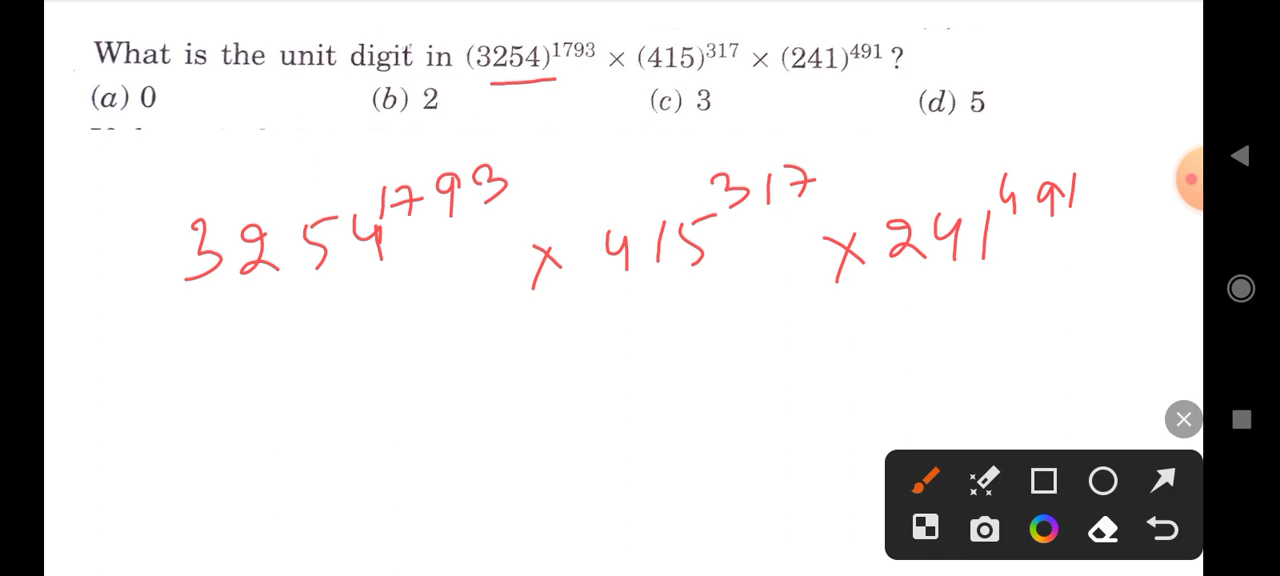 What is the unit digit in (3254)¹⁷⁹³ × (415)³¹⁷ × (241)⁴⁹¹ ?
(a) 0 (b) 2 (c) 3 (d) 5
3254¹⁷⁹³ × 415³¹⁷ × 241⁴⁹¹